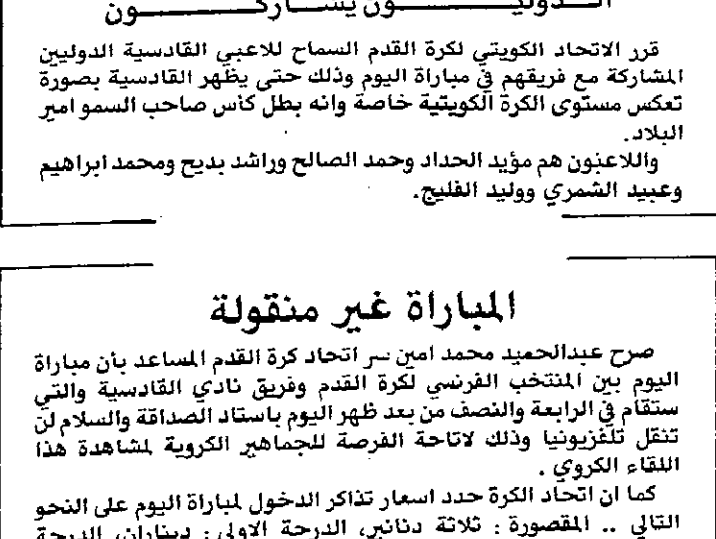 الدوليون يشاركون
قرر الاتحاد الكويتي لكرة القدم السماح للاعبي القادسية الدوليين
المشاركة مع فريقهم في مباراة اليوم وذلك حتى يظهر القادسية بصورة
تعكس مستوى الكرة الكويتية خاصة وانه بطل كأس صاحب السمو امير
البلاد.
واللاعبون هم مؤيد الحداد وحمد الصالح وراشد بديح ومحمد ابراهيم
وعبيد الشمري ووليد الفليج.
المباراة غير منقولة
صرح عبدالحميد محمد امين سر اتحاد كرة القدم المساعد بأن مباراة
اليوم بين المنتخب الفرنسي لكرة القدم وفريق نادي القادسية والتي
ستقام في الرابعة والنصف من بعد ظهر اليوم باستاد الصداقة والسلام لن
تنقل تلفزيونيا وذلك لاتاحة الفرصة للجماهير الكروية لمشاهدة هذا
اللقاء الكروي .
كما ان اتحاد الكرة حدد اسعار تذاكر الدخول لمباراة اليوم على النحو
التالي .. المقصورة : ثلاثة دنانير، الدرجة الاولى : ديناران، الدرجة